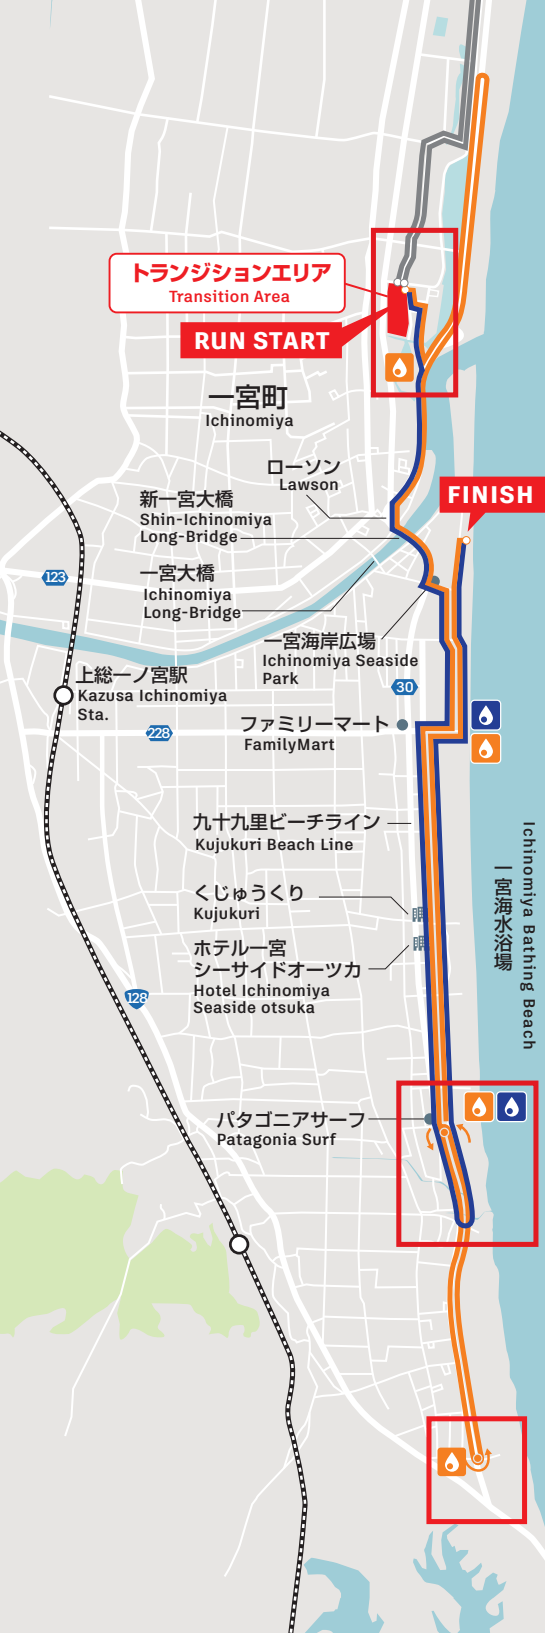 トランジションエリア
Transition Area
RUN START
一宮町
Ichinomiya
ローソン
Lawson
FINISH
新一宮大橋
Shin-Ichinomiya
Long-Bridge
123
一宮大橋
Ichinomiya
Long-Bridge
一宮海岸広場
Ichinomiya Seaside
Park
上総一ノ宮駅
Kazusa Ichinomiya
Sta.
30
228
ファミリーマート
FamilyMart
九十九里ビーチライン
Kujukuri Beach Line
一宮海水浴場
Ichinomiya Bathing Beach
くじゅうくり
Kujukuri
ホテル一宮
シーサイドオーツカ
Hotel Ichinomiya
Seaside otsuka
128
パタゴニアサーフ
Patagonia Surf